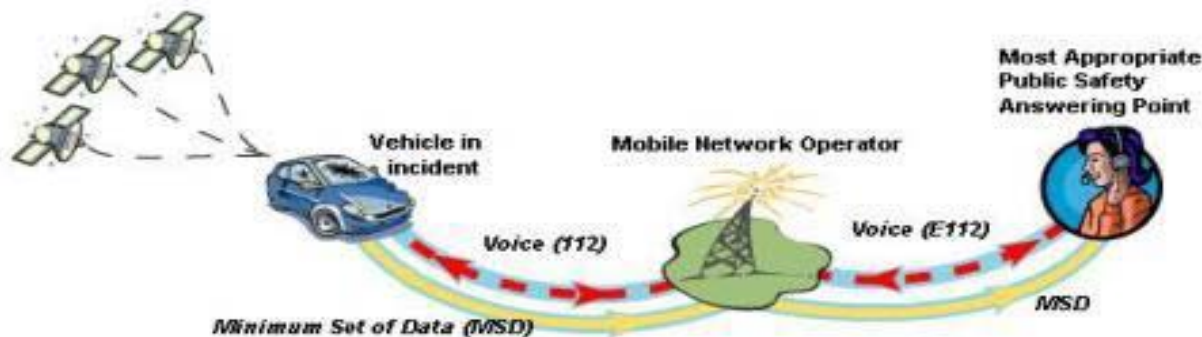 Most Appropriate
Public Safety
Answering Point
Vehicle in
incident
Mobile Network Operator
Voice (112)
Voice (E112)
Minimum Set of Data (MSD)
MSD